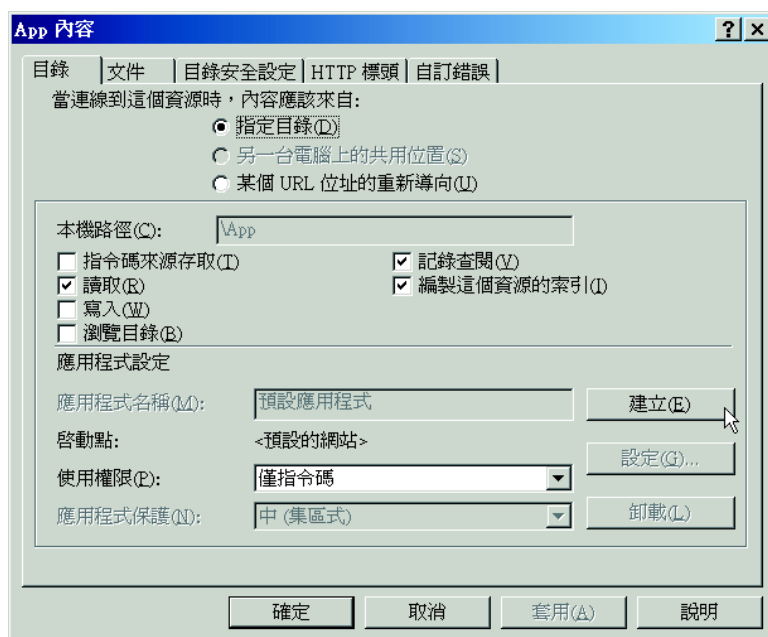 App 內容
目錄 文件 目錄安全設定 HTTP 標頭 自訂錯誤
當連線到這個資源時，內容應該來自:
指定目錄(D)
另一台電腦上的共用位置(S)
某個 URL 位址的重新導向(U)
本機路徑(C): \App
指令碼來源存取(T) 記錄查閱(V)
讀取(R) 編製這個資源的索引(I)
寫入(W)
瀏覽目錄(B)
應用程式設定
應用程式名稱(M): 預設應用程式 建立(E)
啓動點: <預設的網站>
設定(G)...
使用權限(P): 僅指令碼
應用程式保護(N): 中 (集區式) 卸載(L)
確定 取消 套用(A) 說明